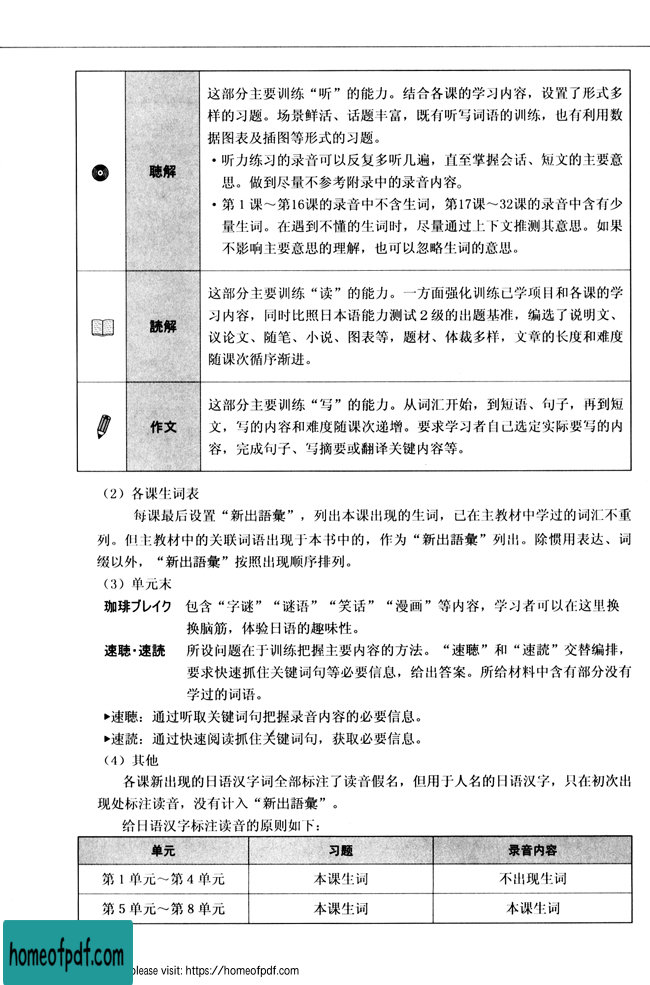 这部分主要训练“听”的能力。结合各课的学习内容，设置了形式多
样的习题。场景鲜活、话题丰富，既有听写词语的训练，也有利用数
据图表及插图等形式的习题。
聴解
·听力练习的录音可以反复多听几遍，直至掌握会话、短文的主要意
思。做到尽量不参考附录中的录音内容。
·第1课～第16课的录音中不含生词，第17课～32课的录音中含有少
量生词。在遇到不懂的生词时，尽量通过上下文推测其意思。如果
不影响主要意思的理解，也可以忽略生词的意思。
这部分主要训练“读”的能力。一方面强化训练已学项目和各课的学
読解
习内容，同时比照日本语能力测试2级的出题基准，编选了说明文、
议论文、随笔、小说、图表等，题材、体裁多样，文章的长度和难度
随课次循序渐进。
这部分主要训练“写”的能力。从词汇开始，到短语、句子，再到短
作文
文，写的内容和难度随课次递增。要求学习者自己选定实际要写的内
容，完成句子、写摘要或翻译关键内容等。
（2）各课生词表
每课最后设置“新出語彙”，列出本课出现的生词，已在主教材中学过的词汇不重
列。但主教材中的关联词语出现于本书中的，作为“新出語彙”列出。除惯用表达、词
缀以外，“新出語彙”按照出现顺序排列。
（3）单元末
珈琲ブレイク 包含“字谜”“谜语”“笑话”“漫画”等内容，学习者可以在这里换
换脑筋，体验日语的趣味性。
速聴·速読 所设问题在于训练把握主要内容的方法。“速聴”和“速読”交替编排，
要求快速抓住关键词句等必要信息，给出答案。所给材料中含有部分没有
学过的词语。
▶速聴：通过听取关键词句把握录音内容的必要信息。
▶速読：通过快速阅读抓住关键词句，获取必要信息。
（4）其他
各课新出现的日语汉字词全部标注了读音假名，但用于人名的日语汉字，只在初次出
现处标注读音，没有计入“新出語彙”。
给日语汉字标注读音的原则如下：
单元 习题 录音内容
第1单元～第4单元 本课生词 不出现生词
第5单元～第8单元 本课生词 本课生词
homeofpdf.com
please visit: https://homeofpdf.com